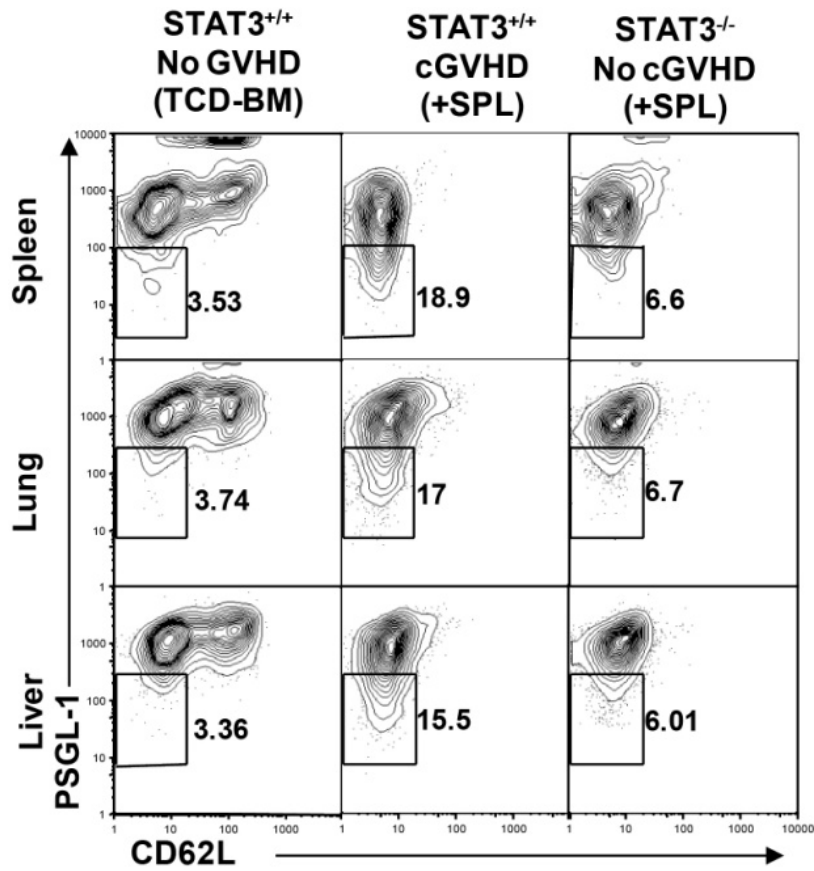 STAT3+/+
No GVHD
(TCD-BM)
STAT3+/+
cGVHD
(+SPL)
STAT3-/-
No cGVHD
(+SPL)
Spleen
10000
1000
100
10
3.53
18.9
6.6
Lung
1
1000
100
10
3.74
17
6.7
Liver
PSGL-1
1
1000
100
10
1
3.36
15.5
6.01
1 10 100 1000 1 10 100 1000 1 10 100 1000 10000
CD62L